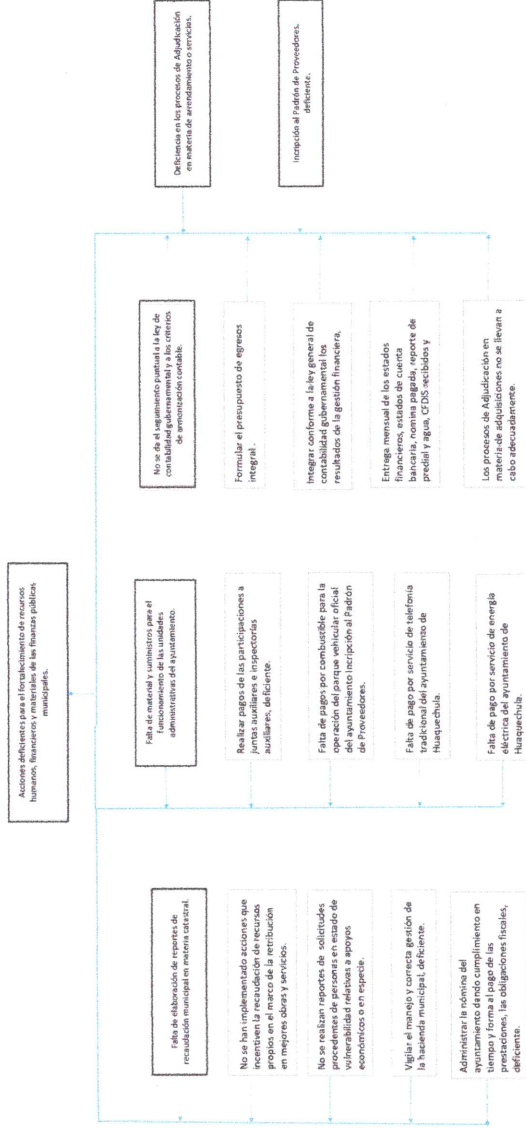 Acciones deficientes para el fortalecimiento de recursos
humanos, financieros y materiales de las finanzas públicas
municipales.
Falta de elaboración de reportes de
recaudación municipal en materia catastral.
No se han implementado acciones que
incentiven la recaudación de recursos
propios en el marco de la retribución
en mejores obras y servicios.
No se realizan reportes de solicitudes
procedentes de personas en estado de
vulnerabilidad relativas a apoyos
económicos o en especie.
Vigilar el manejo y correcta gestión de
la hacienda municipal, deficiente.
Administrar la nómina del
ayuntamiento dando cumplimiento en
tiempo y forma al pago de las
prestaciones, las obligaciones fiscales,
deficiente.
Falta de material y suministros para el
funcionamiento de las unidades
administrativas del ayuntamiento.
Realizar pagos de las participaciones a
juntas auxiliares e inspectorías
auxiliares, deficiente.
Falta de pagos por combustible para la
operación del parque vehicular oficial
del ayuntamiento incripción al Padrón
de Proveedores.
Falta de pago por servicio de telefonía
tradicional del ayuntamiento de
Huaquechula.
Falta de pago por servicio de energía
eléctrica del ayuntamiento de
Huaquechula.
No se da el seguimiento puntual a la ley de
contabilidad gubernamental y a los criterios
de armonización contable.
Formular el presupuesto de egresos
integral.
Integrar conforme a la ley general de
contabilidad gubernamental los
resultados de la gestión financiera,
Entrega mensual de los estados
financieros, estados de cuenta
bancaria, nomina pagada, reporte de
predial y agua, CFDIS recibidos y
Los procesos de Adjudicación en
materia de adquisiciones no se llevan a
cabo adecuadamente.
Deficiencia en los procesos de Adjudicación
en materia de arrendamiento o servicios.
Incripción al Padrón de Proveedores,
deficiente.